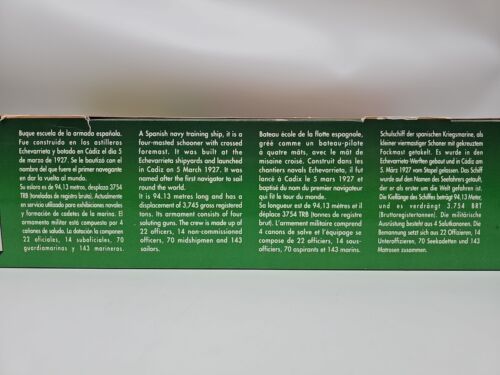 Buque escuela de la armada española.
Fue construido en los astilleros
Echevarrieta y botado en Cádiz el dia 5
de marzo de 1927. Se le bautizó con el
nombre del que fuere el primer navegante
en dar la vuelta al mundo.
Su eslora es de 94,13 metros, desplaza 3754
TRB (toneladas de registro bruto). Actualmente
es un navio utilizado para exhibiciones navales
y formación de cadetes de la marina. El
armamento militar está compuesto por 4
cañones de saludo. La dotación la componen
22 oficiales, 14 subaliciales, 70
guardiamarinas y 143 marineros.
A Spanish navy training ship, it is a
four-masted schooner with crossed
foremast. It was built at the
Echevarrieta shipyards and launched
in Cadiz on 5 March 1927. It was
named after the first navigator to sail
round the world.
It is 94.13 metres long and has a
displacement of 3,745 gross registered
tons. Its armament consists of four
saluting guns. The crew is made up of
22 officers, 14 non-commissioned
officers, 70 midshipmen and 143
sailors.
Bateau école de la flotte espagnole,
gréé comme un bateau-pilote
à quatre mâts, avec le mât de
misaine croisé. Construit dans les
chantiers navals Echevarrieta, il fut
lancé à Cadix le 5 mars 1927 et
baptisé du nom du premier navigateur
qui fit le tour du monde.
Sa longueur est de 94,13 mètres et il
déplace 3754 TRB (tonnes de registre
brutes). L'armement militaire comprend
4 canons de salve et l'équipage se
compose de 22 officiers, 14 sous-
officiers, 70 aspirants et 143 marins.
Schulschiff der spanischen Kriegsmarine, als
kleiner viermastiger Schoner mit gekreuztem
Fockmast getakelt. Es wurde in den
Echevarrieta-Werften gebaut und in Cádiz am
5. März 1927 vom Stapel gelassen. Das Schiff
wurde auf den Namen des Seefahrers getauft,
der er als erster um die Welt gefahren ist.
Die Kiellänge des Schiffes beträgt 94,13 Meter,
und es verdrängt 3.754 BRT
(Bruttoregistertonnen). Die militärische
Ausrüstung besteht aus 4 Salutkanonen. Die
Bemannung setzt sich aus 22 Offizieren, 14
Unteroffizieren, 70 Seekadetten und 143
Matrosen zusammen.